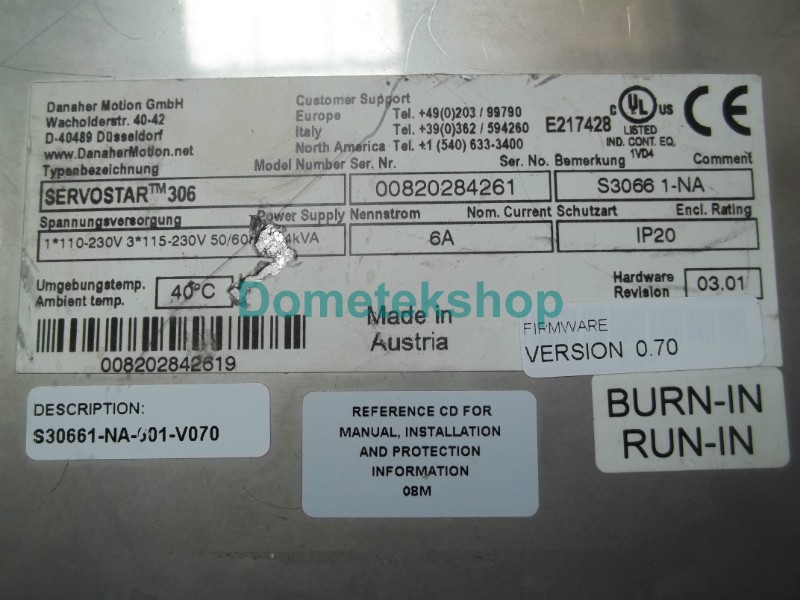 Danaher Motion GmbH
Wacholderstr. 40-42
D-40489 Düsseldorf
www.DanaherMotion.net
Customer Support
Europe Tel. +49(0)203 / 99790
Italy Tel. +39(0)362 / 594260
North America Tel. +1 (540) 633-3400
E217428
C UL US
LISTED
IND. CONT. EQ.
1VD4
CE
Typenbezeichnung Model Number Ser. Nr. Ser. No. Bemerkung Comment
SERVOSTAR™306 00820284261 S3066 1-NA
Spannungsversorgung Power Supply Nennstrom Nom. Current Schutzart Encl. Rating
1*110-230V 3*115-230V 50/60 4kVA 6A IP20
Umgebungstemp.
Ambient temp. 40°C
Hardware
Revision 03.01
Dometekshop
Made in
Austria
008202842619
FIRMWARE
VERSION 0.70
DESCRIPTION:
S30661-NA-001-V070
REFERENCE CD FOR
MANUAL, INSTALLATION
AND PROTECTION
INFORMATION
08M
BURN-IN
RUN-IN